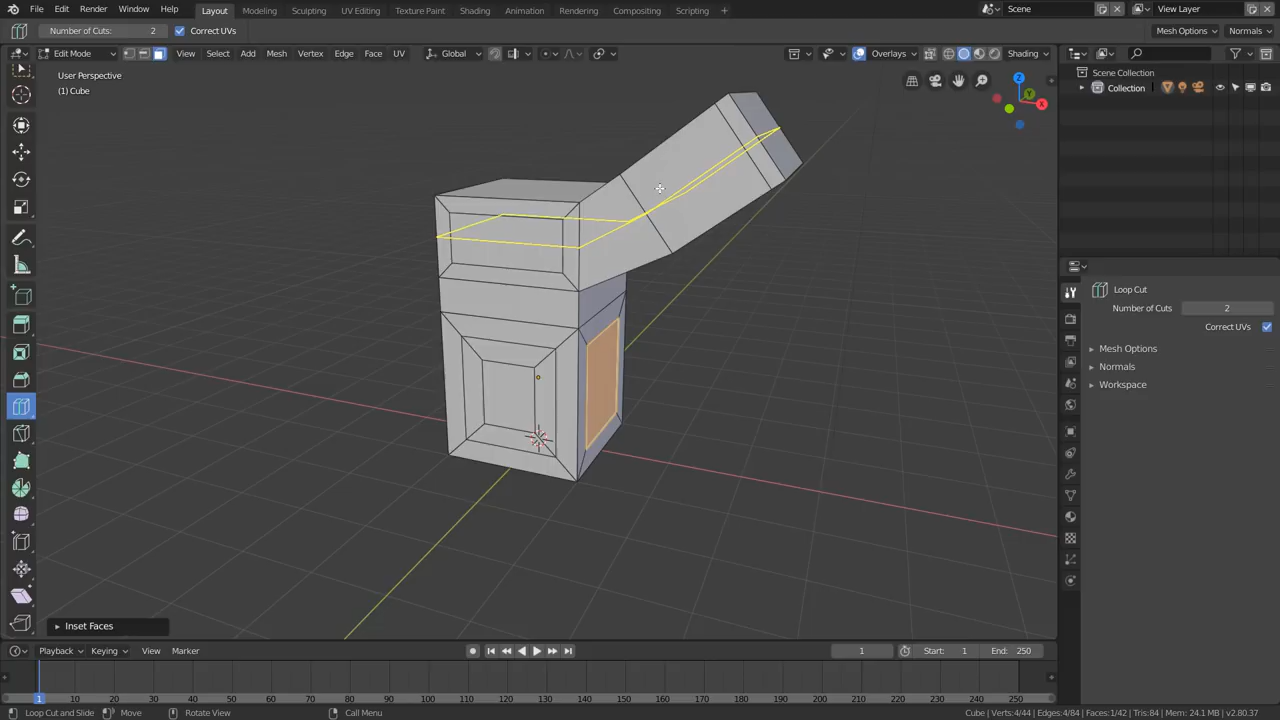 File Edit Render Window Help Layout Modeling Sculpting UV Editing Texture Paint Shading Animation Rendering Compositing Scripting + Scene View Layer
Number of Cuts: 2 Correct UVs Mesh Options Normals
Edit Mode View Select Add Mesh Vertex Edge Face UV Global Overlays Shading
User Perspective
(1) Cube
Z
Y
X
Scene Collection
Collection
Loop Cut
Number of Cuts 2
Correct UVs
Mesh Options
Normals
Workspace
Inset Faces
Playback Keying View Marker 1 Start: 1 End: 250
1 10 20 30 40 50 60 70 80 90 100 110 120 130 140 150 160 170 180 190 200 210 220 230 240 250
Loop Cut and Slide Move Rotate View Call Menu Cube | Verts:4/44 | Edges:4/84 | Faces:1/42 | Tris:84 | Mem: 24.1 MB | v2.80.37